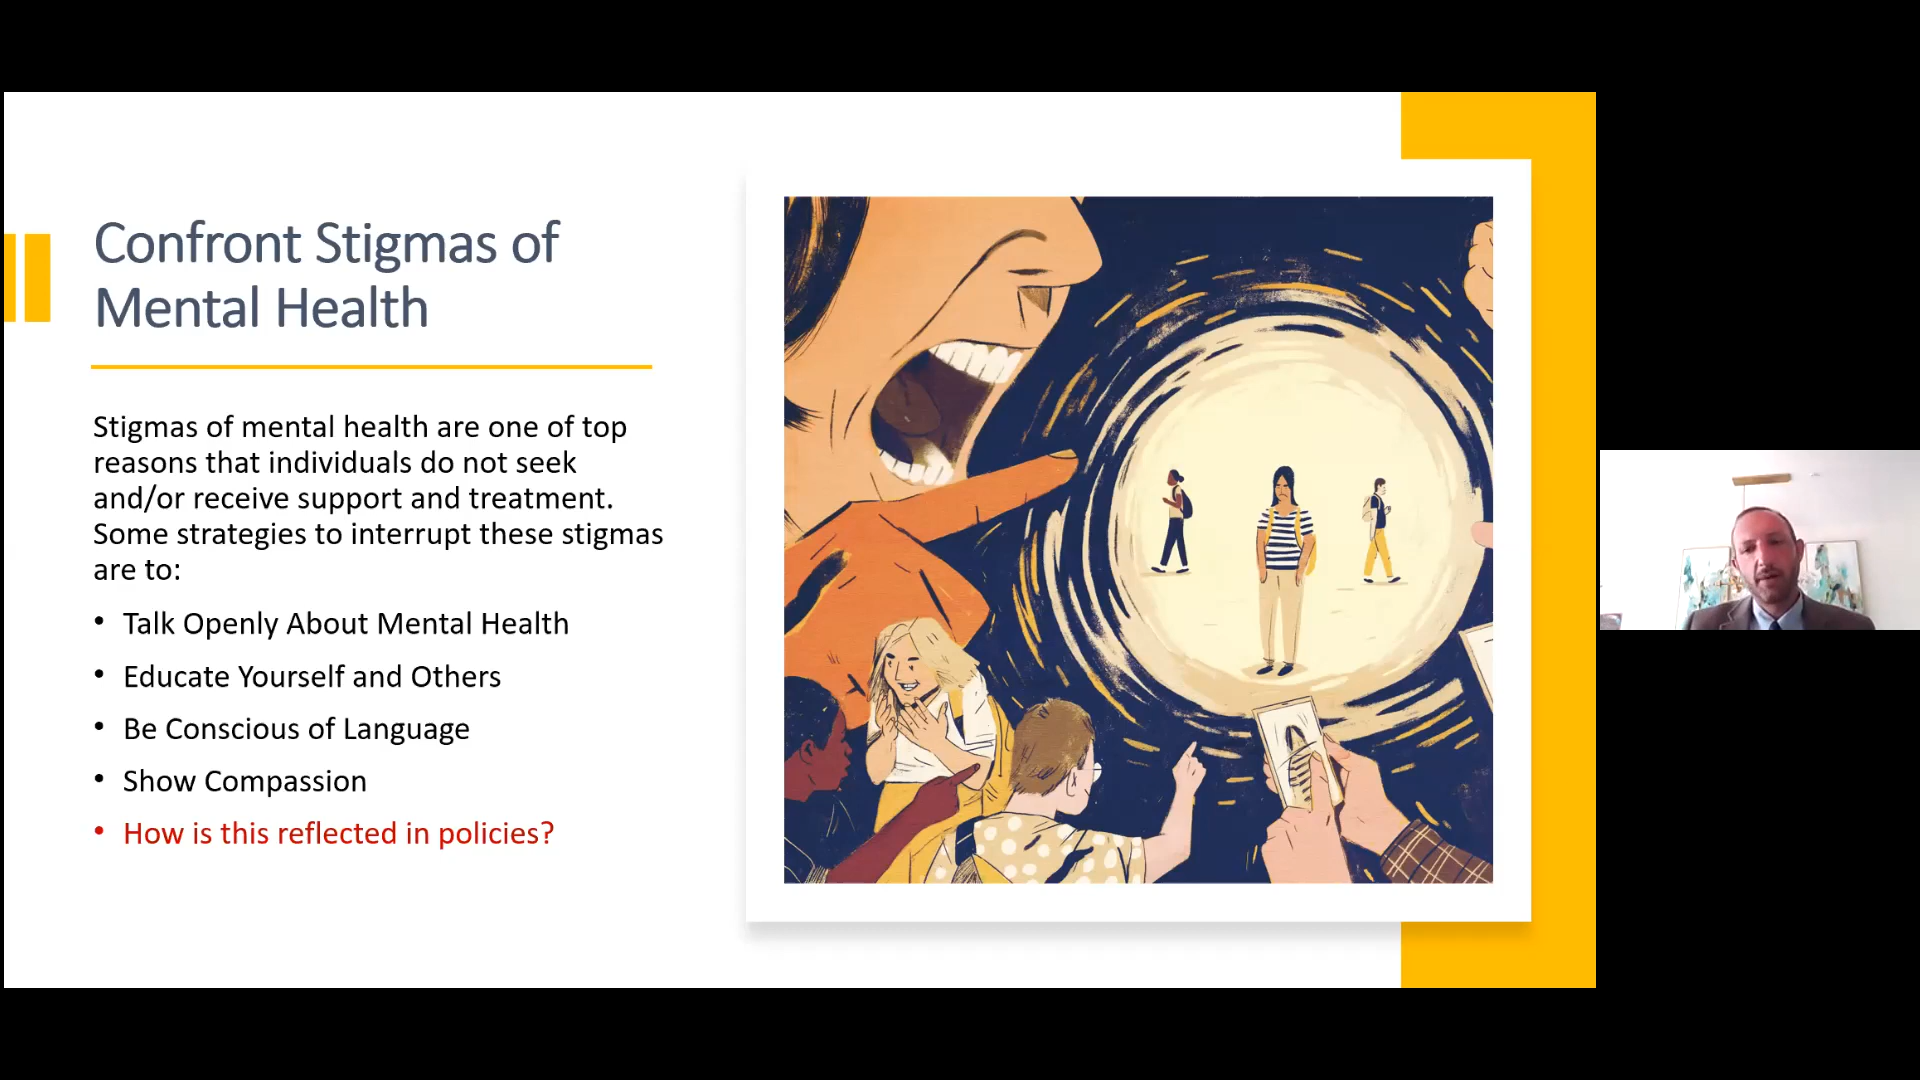 Confront Stigmas of
Mental Health
Stigmas of mental health are one of top
reasons that individuals do not seek
and/or receive support and treatment.
Some strategies to interrupt these stigmas
are to:
• Talk Openly About Mental Health
• Educate Yourself and Others
• Be Conscious of Language
• Show Compassion
• How is this reflected in policies?